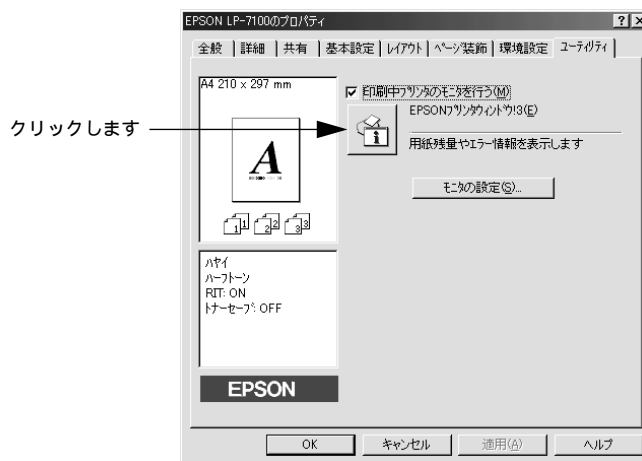 EPSON LP-7100のプロパティ
全般 詳細 共有 基本設定 レイアウト ページ装飾 環境設定 ユーティリティ
A4 210 x 297 mm
印刷中プリンタのモニタを行う(M)
EPSONプリンタウィンドウ!3(E)
クリックします
用紙残量やエラー情報を表示します
A
モニタの設定(S)...
1 1 2 2 3 3
ハヤイ
ハーフトーン
RIT: ON
トナーセーブ: OFF
EPSON
OK キャンセル 適用(A) ヘルプ